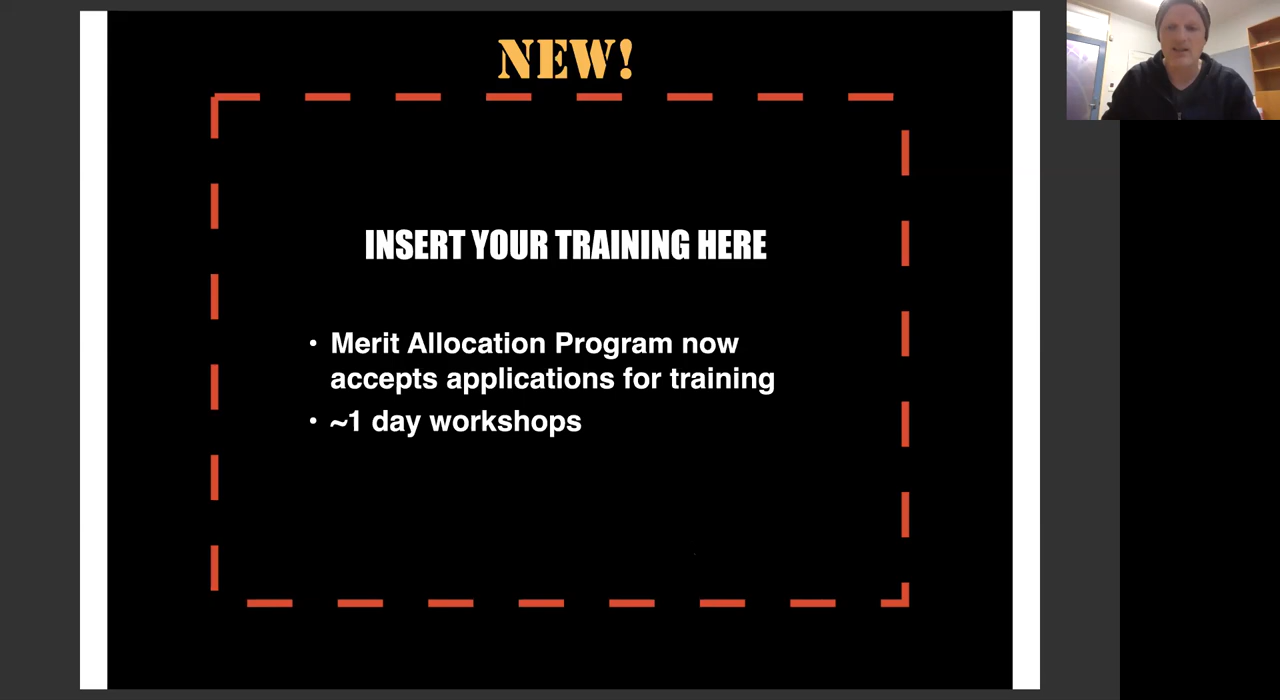 NEW!
INSERT YOUR TRAINING HERE
• Merit Allocation Program now
accepts applications for training
• ~1 day workshops